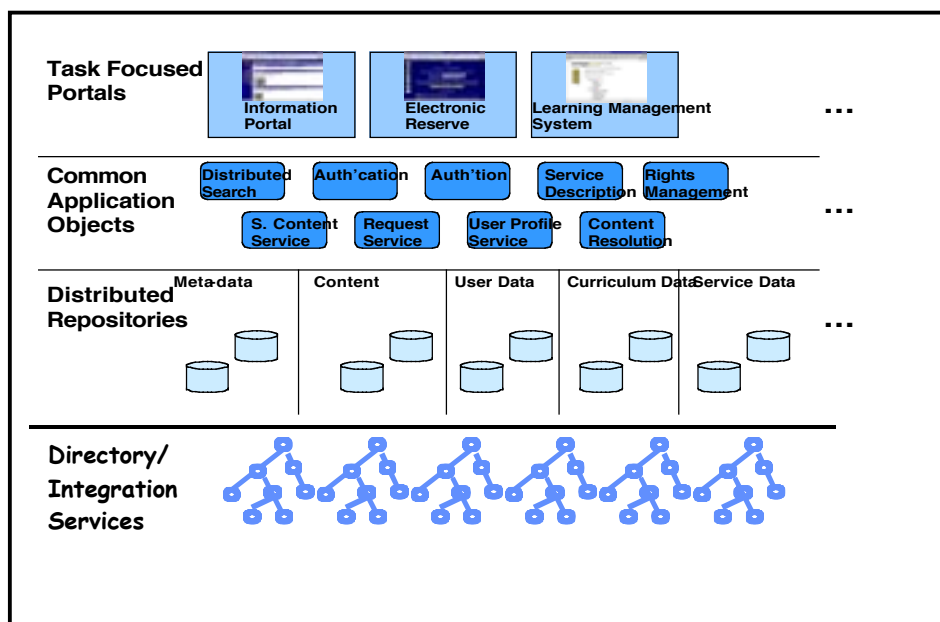 Task Focused
Portals
Information
Portal
Electronic
Reserve
Learning Management
System
...
Common
Application
Objects
Distributed
Search
Auth'cation
Auth'tion
Service
Description
Rights
Management
...
S. Content
Service
Request
Service
User Profile
Service
Content
Resolution
Distributed
Repositories
Meta-data
Content
User Data
Curriculum Data
Service Data
...
Directory/
Integration
Services